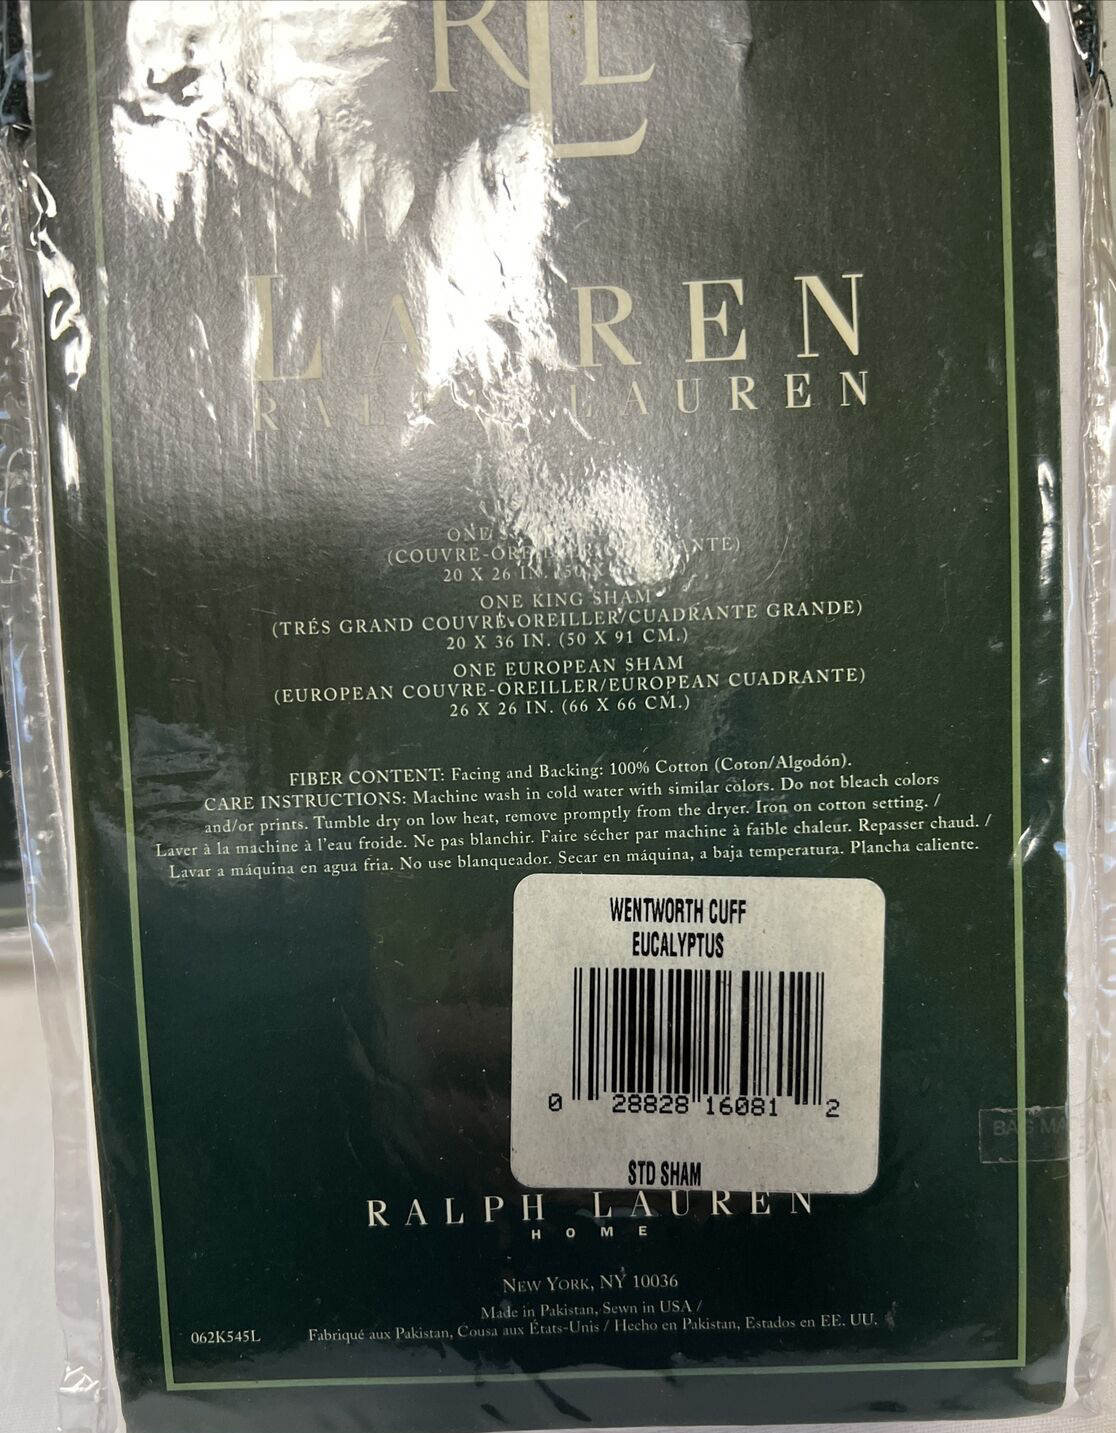 RLL
LAUREN
RALPH LAUREN
ONE
(COUVRE-OREILLER
20 X 26 IN. (50 X
ONE KING SHAM
(TRÉS GRAND COUVRE-OREILLER/CUADRANTE GRANDE)
20 X 36 IN. (50 X 91 CM.)
ONE EUROPEAN SHAM
(EUROPEAN COUVRE-OREILLER/EUROPEAN CUADRANTE)
26 X 26 IN. (66 X 66 CM.)
FIBER CONTENT: Facing and Backing: 100% Cotton (Coton/Algodón).
CARE INSTRUCTIONS: Machine wash in cold water with similar colors. Do not bleach colors
and/or prints. Tumble dry on low heat, remove promptly from the dryer. Iron on cotton setting. /
Laver à la machine à l'eau froide. Ne pas blanchir. Faire sécher par machine à faible chaleur. Repasser chaud. /
Lavar a máquina en agua fria. No use blanqueador. Secar en máquina, a baja temperatura. Plancha caliente.
WENTWORTH CUFF
EUCALYPTUS
0 28828 16081 2
STD SHAM
BAG MA
RALPH LAUREN
HOME
NEW YORK, NY 10036
Made in Pakistan, Sewn in USA /
062K545L Fabriqué aux Pakistan, Cousa aux États-Unis / Hecho en Pakistan, Estados en EE. UU.